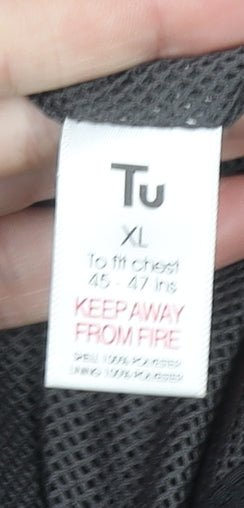 Tu
XL
To fit chest
45 - 47 ins
KEEP AWAY
FROM FIRE
SHELL 100% POLYESTER
LINING 100% POLYESTER